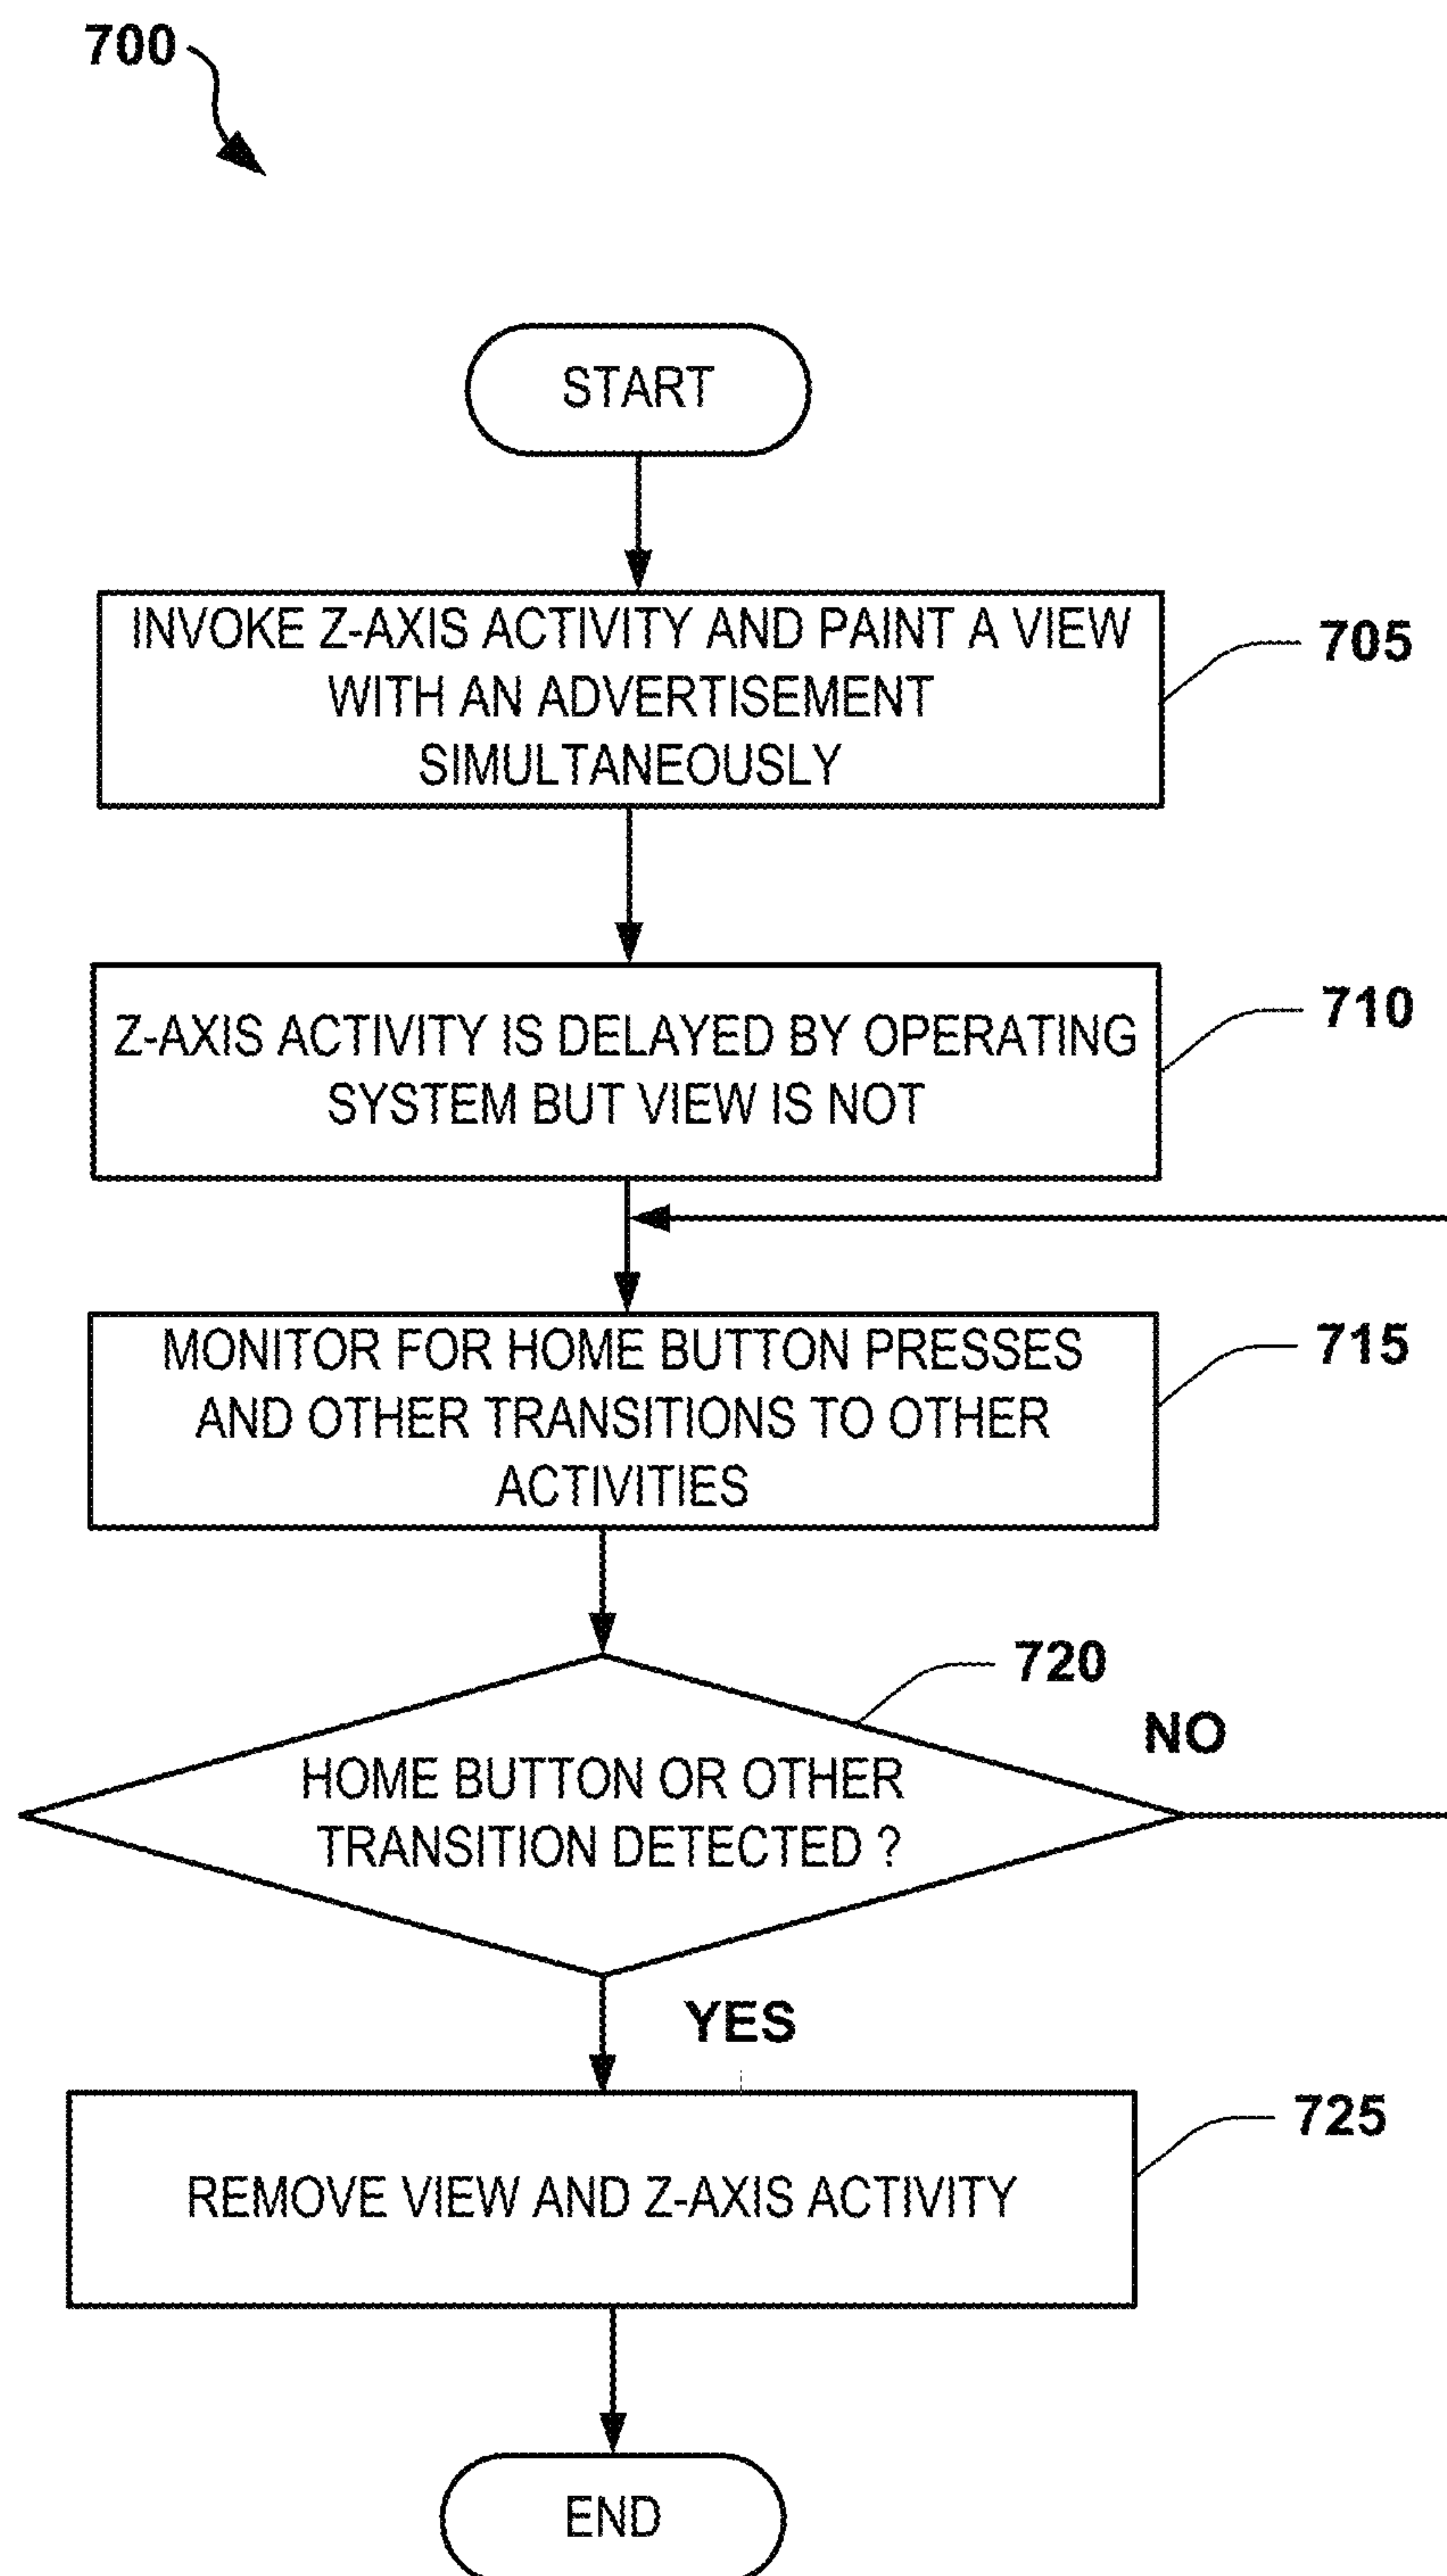 700
START
INVOKE Z-AXIS ACTIVITY AND PAINT A VIEW
WITH AN ADVERTISEMENT
SIMULTANEOUSLY
705
Z-AXIS ACTIVITY IS DELAYED BY OPERATING
SYSTEM BUT VIEW IS NOT
710
MONITOR FOR HOME BUTTON PRESSES
AND OTHER TRANSITIONS TO OTHER
ACTIVITIES
715
720
NO
HOME BUTTON OR OTHER
TRANSITION DETECTED ?
YES
REMOVE VIEW AND Z-AXIS ACTIVITY
725
END